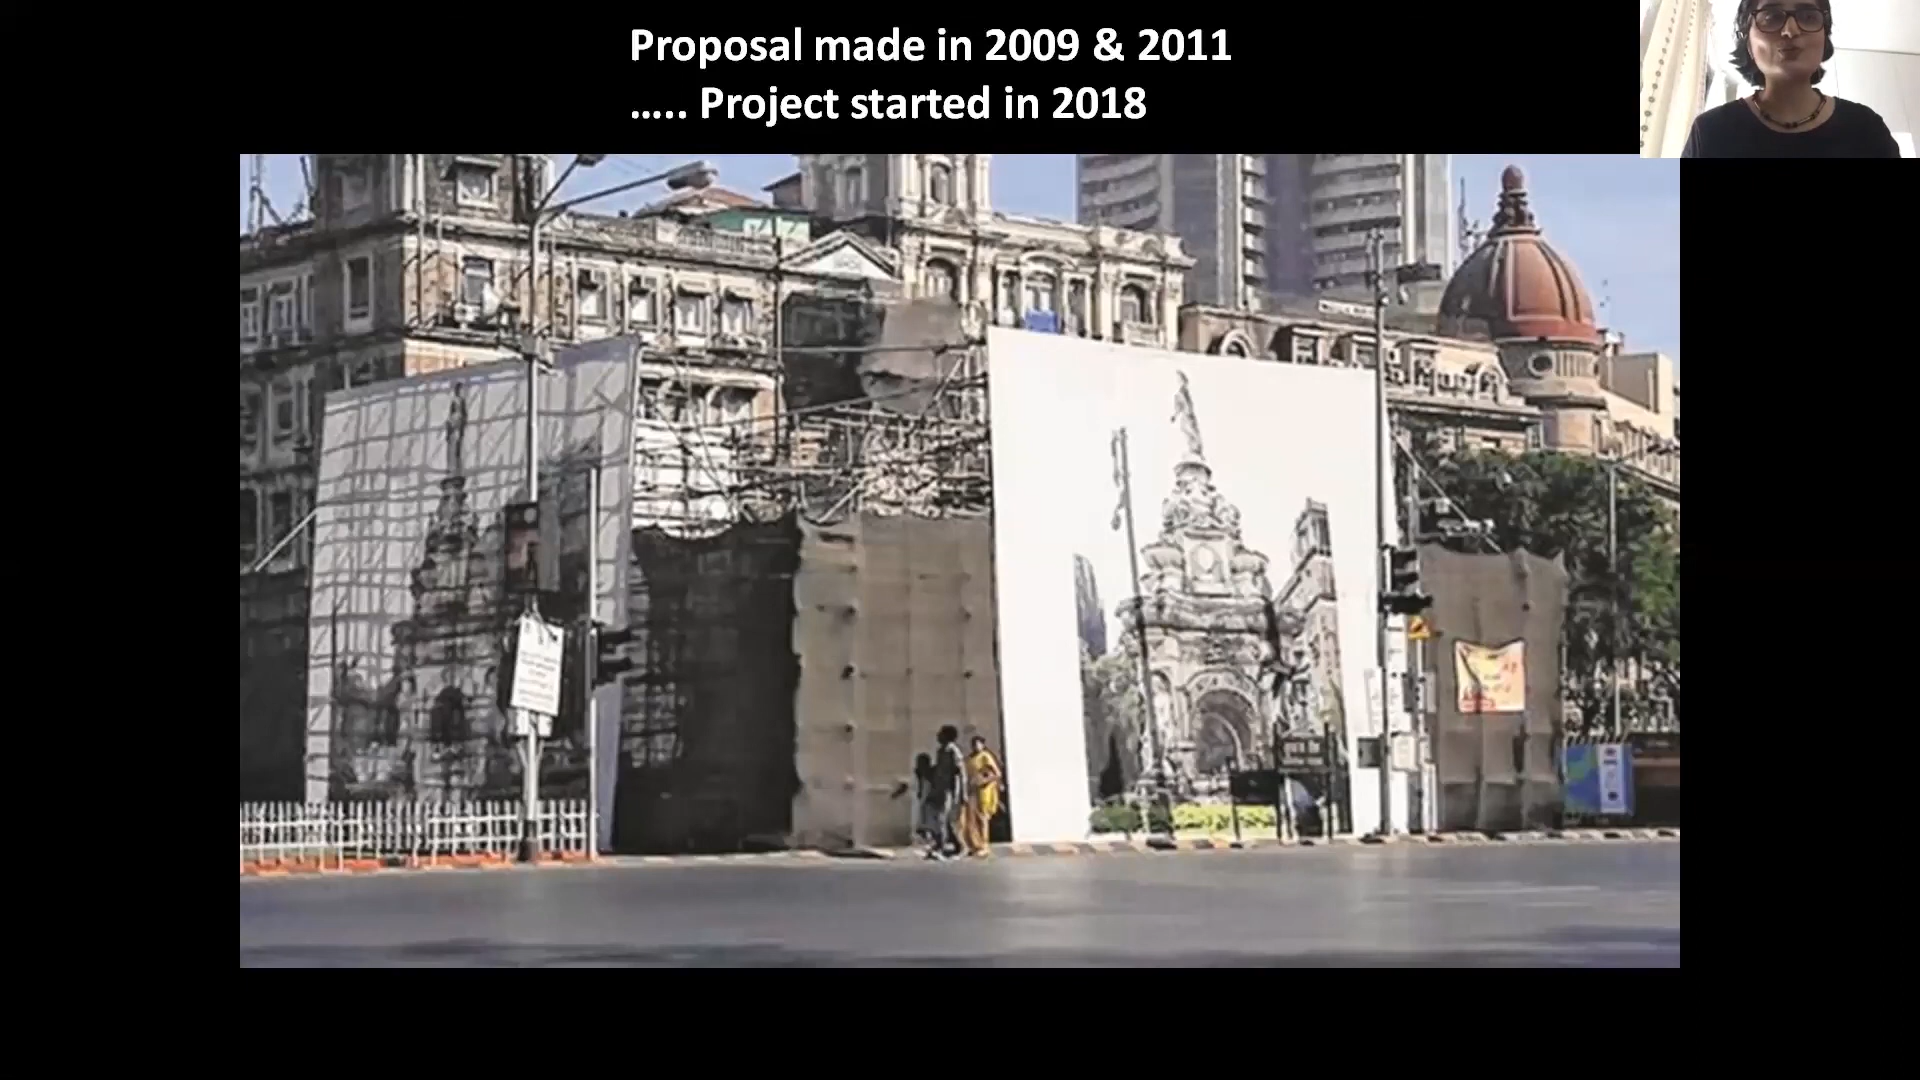 Proposal made in 2009 & 2011
..... Project started in 2018